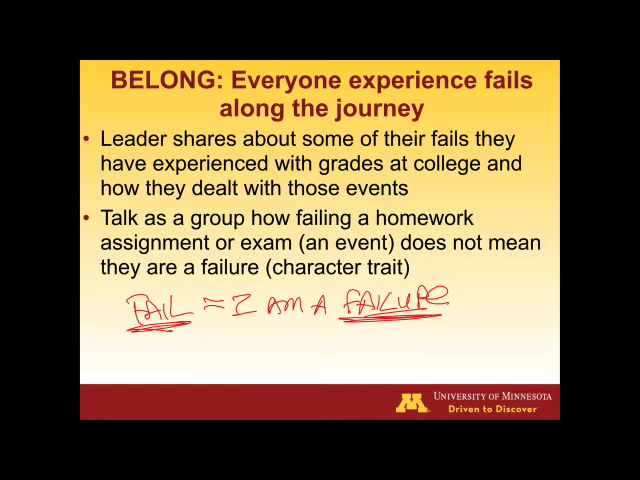 BELONG: Everyone experience fails
along the journey
• Leader shares about some of their fails they
have experienced with grades at college and
how they dealt with those events
• Talk as a group how failing a homework
assignment or exam (an event) does not mean
they are a failure (character trait)
FAIL = I AM A FAILURE
M UNIVERSITY OF MINNESOTA
Driven to Discover